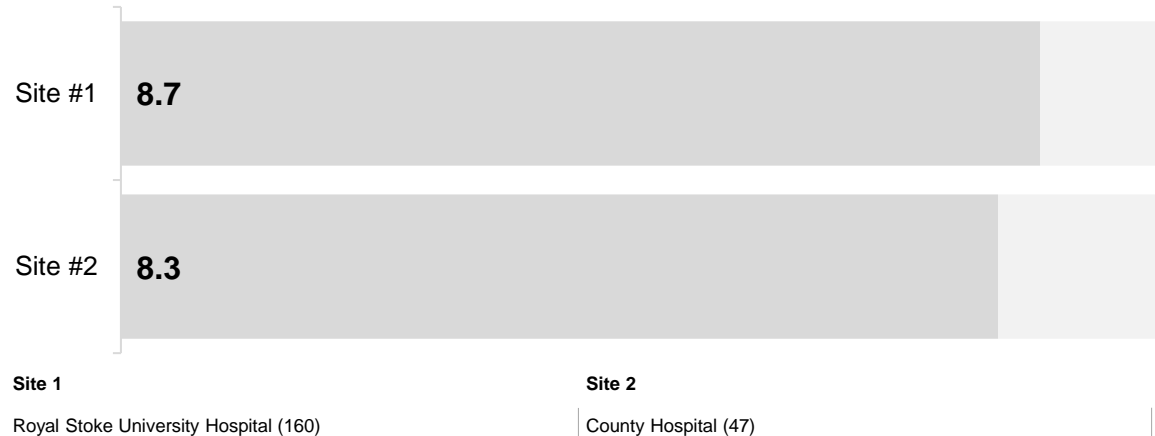 Site #1 8.7
Site #2 8.3
Site 1 Site 2
Royal Stoke University Hospital (160) County Hospital (47)